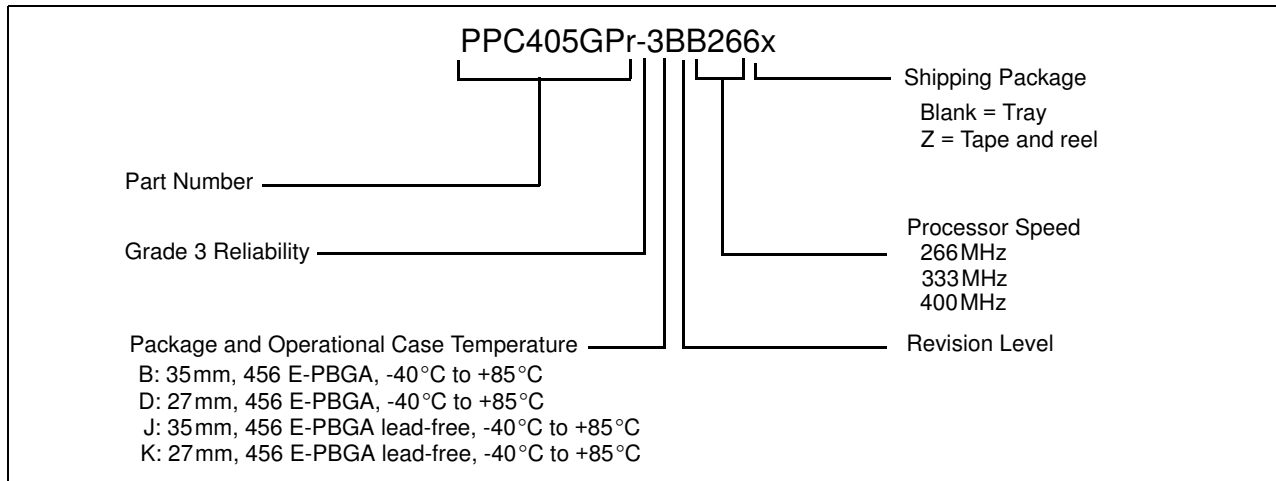 PPC405GPr-3BB266x
Shipping Package
Blank = Tray
Z = Tape and reel
Part Number
Grade 3 Reliability
Processor Speed
266MHz
333MHz
400MHz
Package and Operational Case Temperature
Revision Level
B: 35mm, 456 E-PBGA, -40°C to +85°C
D: 27mm, 456 E-PBGA, -40°C to +85°C
J: 35mm, 456 E-PBGA lead-free, -40°C to +85°C
K: 27mm, 456 E-PBGA lead-free, -40°C to +85°C